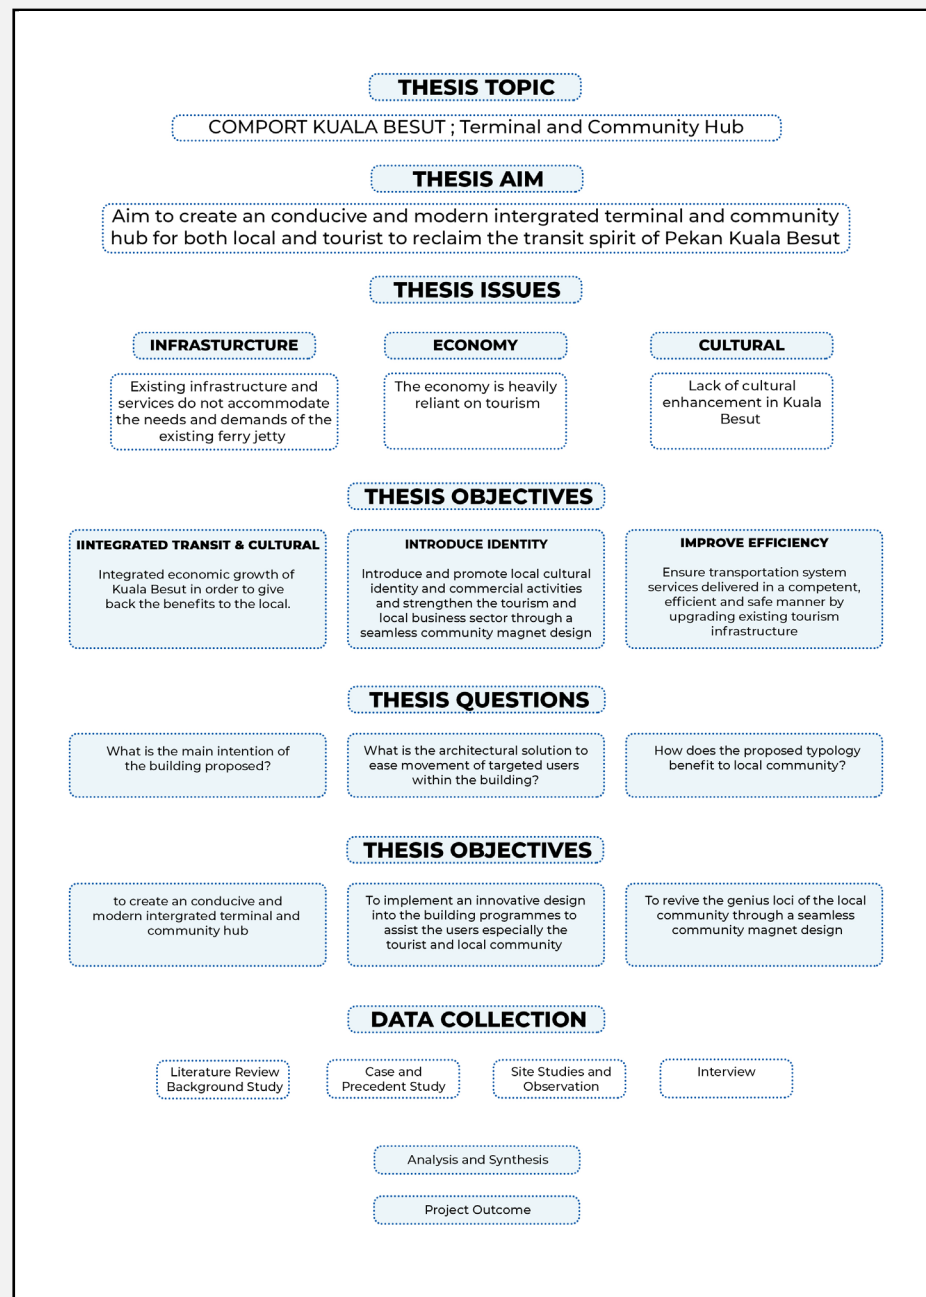 THESIS TOPIC
COMPORT KUALA BESUT ; Terminal and Community Hub
THESIS AIM
Aim to create an conducive and modern intergrated terminal and community
hub for both local and tourist to reclaim the transit spirit of Pekan Kuala Besut
THESIS ISSUES
INFRASTURCTURE
Existing infrastructure and
services do not accommodate
the needs and demands of the
existing ferry jetty
ECONOMY
The economy is heavily
reliant on tourism
CULTURAL
Lack of cultural
enhancement in Kuala
Besut
THESIS OBJECTIVES
IINTEGRATED TRANSIT & CULTURAL
Integrated economic growth of
Kuala Besut in order to give
back the benefits to the local.
INTRODUCE IDENTITY
Introduce and promote local cultural
identity and commercial activities
and strengthen the tourism and
local business sector through a
seamless community magnet design
IMPROVE EFFICIENCY
Ensure transportation system
services delivered in a competent,
efficient and safe manner by
upgrading existing tourism
infrastructure
THESIS QUESTIONS
What is the main intention of
the building proposed?
What is the architectural solution to
ease movement of targeted users
within the building?
How does the proposed typology
benefit to local community?
THESIS OBJECTIVES
to create an conducive and
modern intergrated terminal and
community hub
To implement an innovative design
into the building programmes to
assist the users especially the
tourist and local community
To revive the genius loci of the local
community through a seamless
community magnet design
DATA COLLECTION
Literature Review
Background Study
Case and
Precedent Study
Site Studies and
Observation
Interview
Analysis and Synthesis
Project Outcome